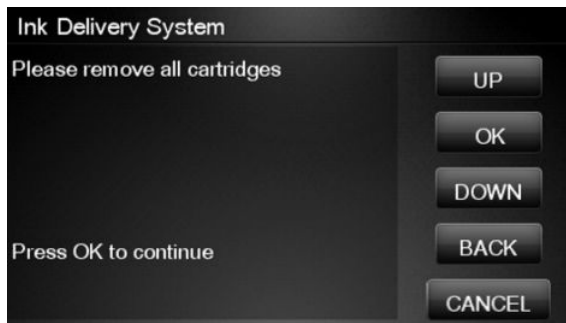 Ink Delivery System
Please remove all cartridges
Press OK to continue
UP
OK
DOWN
BACK
CANCEL